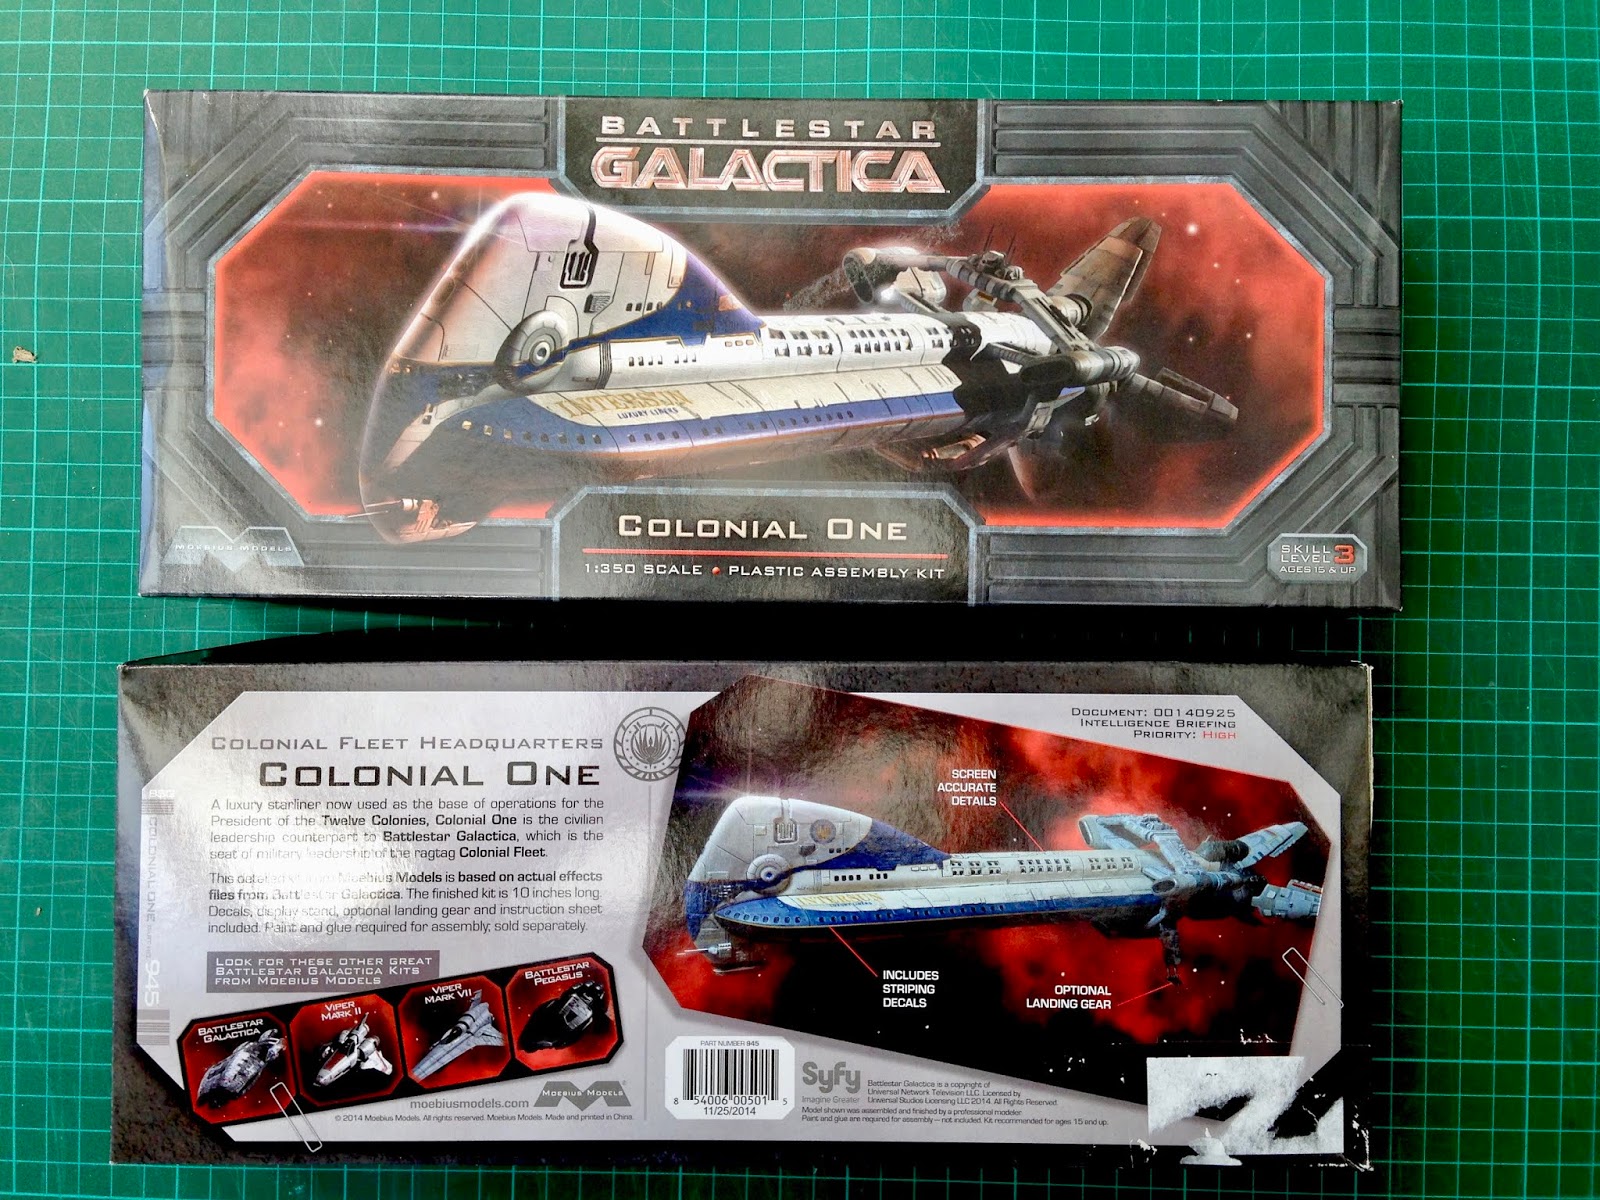 BATTLESTAR
GALACTICA
INTERSUN
LUXURY LINERS
MOEBIUS MODELS
COLONIAL ONE
1:350 SCALE • PLASTIC ASSEMBLY KIT
SKILL
LEVEL 3
AGES 15 & UP
COLONIAL FLEET HEADQUARTERS
COLONIAL ONE
A luxury starliner now used as the base of operations for the
President of the Twelve Colonies, Colonial One is the civilian
leadership counterpart to Battlestar Galactica, which is the
seat of military leadership of the ragtag Colonial Fleet.
This detailed kit from Moebius Models is based on actual effects
files from Battlestar Galactica. The finished kit is 10 inches long.
Decals, display stand, optional landing gear and instruction sheet
included. Paint and glue required for assembly; sold separately.
LOOK FOR THESE OTHER GREAT
BATTLESTAR GALACTICA KITS
FROM MOEBIUS MODELS
BATTLESTAR
GALACTICA
VIPER
MARK II
VIPER
MARK VII
BATTLESTAR
PEGASUS
moebiusmodels.com
MOEBIUS MODELS
© 2014 Moebius Models. All rights reserved. Moebius Models. Made and printed in China.
BSG
COLONIAL ONE
945
DOCUMENT: 00140925
INTELLIGENCE BRIEFING
PRIORITY: HIGH
SCREEN
ACCURATE
DETAILS
INCLUDES
STRIPING
DECALS
OPTIONAL
LANDING GEAR
PART NUMBER 945
8 54006 00501 5
11/25/2014
Syfy
Imagine Greater
Battlestar Galactica is a copyright of
Universal Network Television LLC. Licensed by
Universal Studios Licensing LLC 2014. All Rights Reserved.
Model shown was assembled and finished by a professional modeler.
Paint and glue are required for assembly — not included. Kit recommended for ages 15 and up.